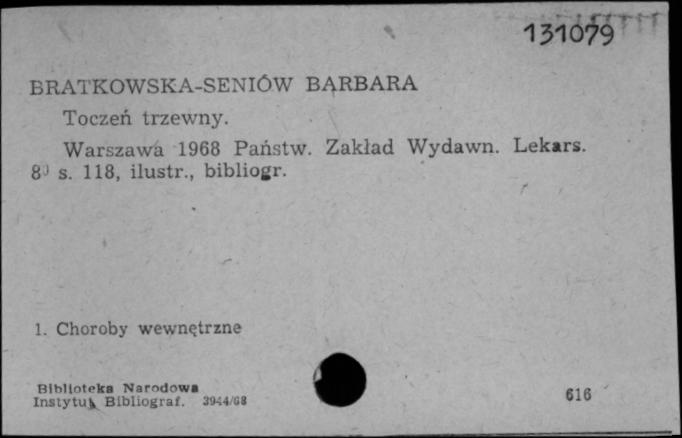 131079
BRATKOWSKA-SENIÓW BARBARA
Toczeń trzewny.
Warszawa 1968 Państw. Zakład Wydawn. Lekars.
8⁰ s. 118, ilustr., bibliogr.
1. Choroby wewnętrzne
Biblioteka Narodowa
Instytut Bibliograf. 3944/68
616